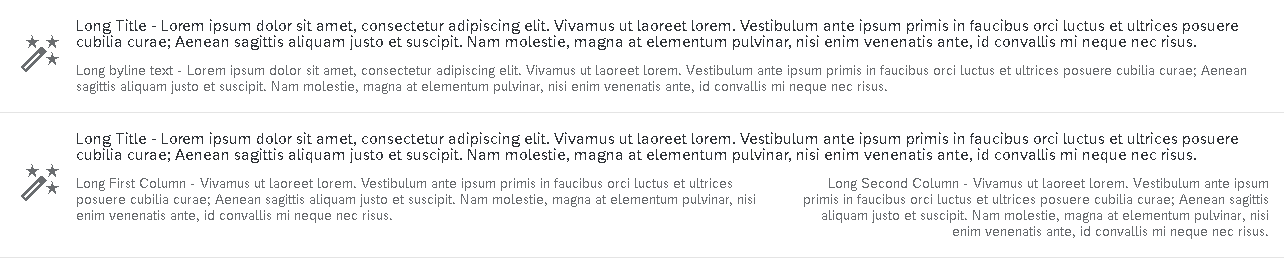 Long Title - Lorem ipsum dolor sit amet, consectetur adipiscing elit. Vivamus ut laoreet lorem. Vestibulum ante ipsum primis in faucibus orci luctus et ultrices posuere
cubilia curae; Aenean sagittis aliquam justo et suscipit. Nam molestie, magna at elementum pulvinar, nisi enim venenatis ante, id convallis mi neque nec risus.
Long byline text - Lorem ipsum dolor sit amet, consectetur adipiscing elit. Vivamus ut laoreet lorem. Vestibulum ante ipsum primis in faucibus orci luctus et ultrices posuere cubilia curae; Aenean
sagittis aliquam justo et suscipit. Nam molestie, magna at elementum pulvinar, nisi enim venenatis ante, id convallis mi neque nec risus.
Long Title - Lorem ipsum dolor sit amet, consectetur adipiscing elit. Vivamus ut laoreet lorem. Vestibulum ante ipsum primis in faucibus orci luctus et ultrices posuere
cubilia curae; Aenean sagittis aliquam justo et suscipit. Nam molestie, magna at elementum pulvinar, nisi enim venenatis ante, id convallis mi neque nec risus.
Long First Column - Vivamus ut laoreet lorem. Vestibulum ante ipsum primis in faucibus orci luctus et ultrices
posuere cubilia curae; Aenean sagittis aliquam justo et suscipit. Nam molestie, magna at elementum pulvinar, nisi
enim venenatis ante, id convallis mi neque nec risus.
Long Second Column - Vivamus ut laoreet lorem. Vestibulum ante ipsum
primis in faucibus orci luctus et ultrices posuere cubilia curae; Aenean sagittis
aliquam justo et suscipit. Nam molestie, magna at elementum pulvinar, nisi
enim venenatis ante, id convallis mi neque nec risus.